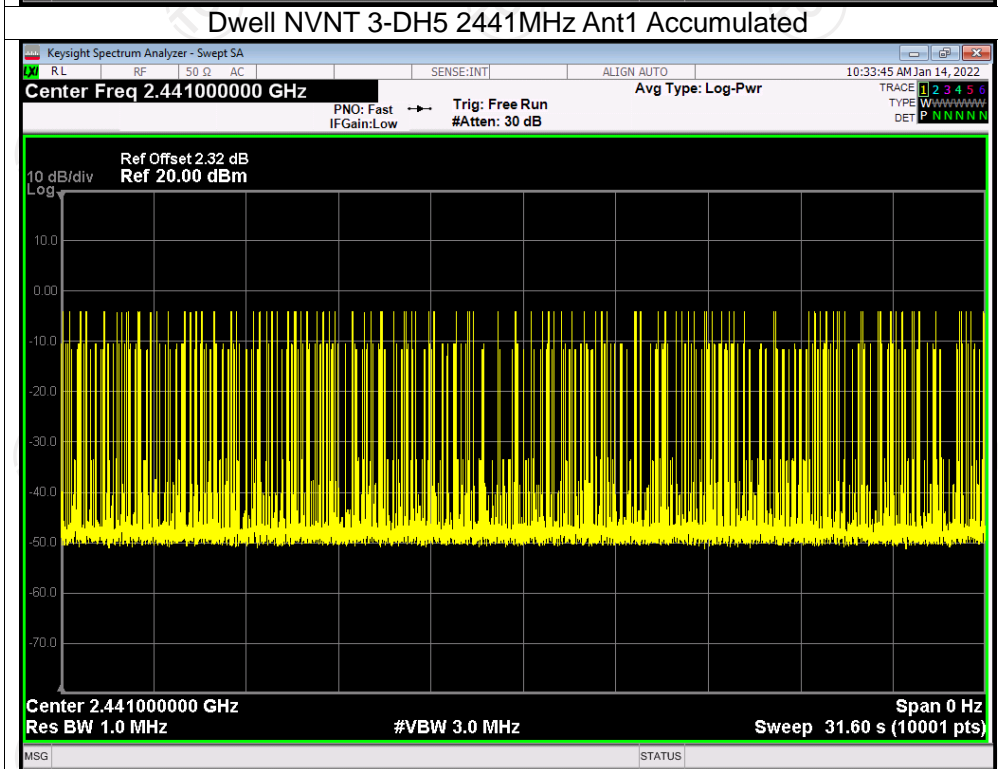 Dwell NVNT 3-DH5 2441MHz Ant1 Accumulated
Keysight Spectrum Analyzer - Swept SA
LXI RL RF 50 Ω AC SENSE:INT ALIGN AUTO 10:33:45 AM Jan 14, 2022
Center Freq 2.441000000 GHz Avg Type: Log-Pwr TRACE 1 2 3 4 5 6
PNO: Fast Trig: Free Run TYPE WWWWWW
IFGain:Low #Atten: 30 dB DET P N N N N N
Ref Offset 2.32 dB
10 dB/div Ref 20.00 dBm
Log
10.0
0.00
-10.0
-20.0
-30.0
-40.0
-50.0
-60.0
-70.0
Center 2.441000000 GHz Span 0 Hz
Res BW 1.0 MHz #VBW 3.0 MHz Sweep 31.60 s (10001 pts)
MSG STATUS